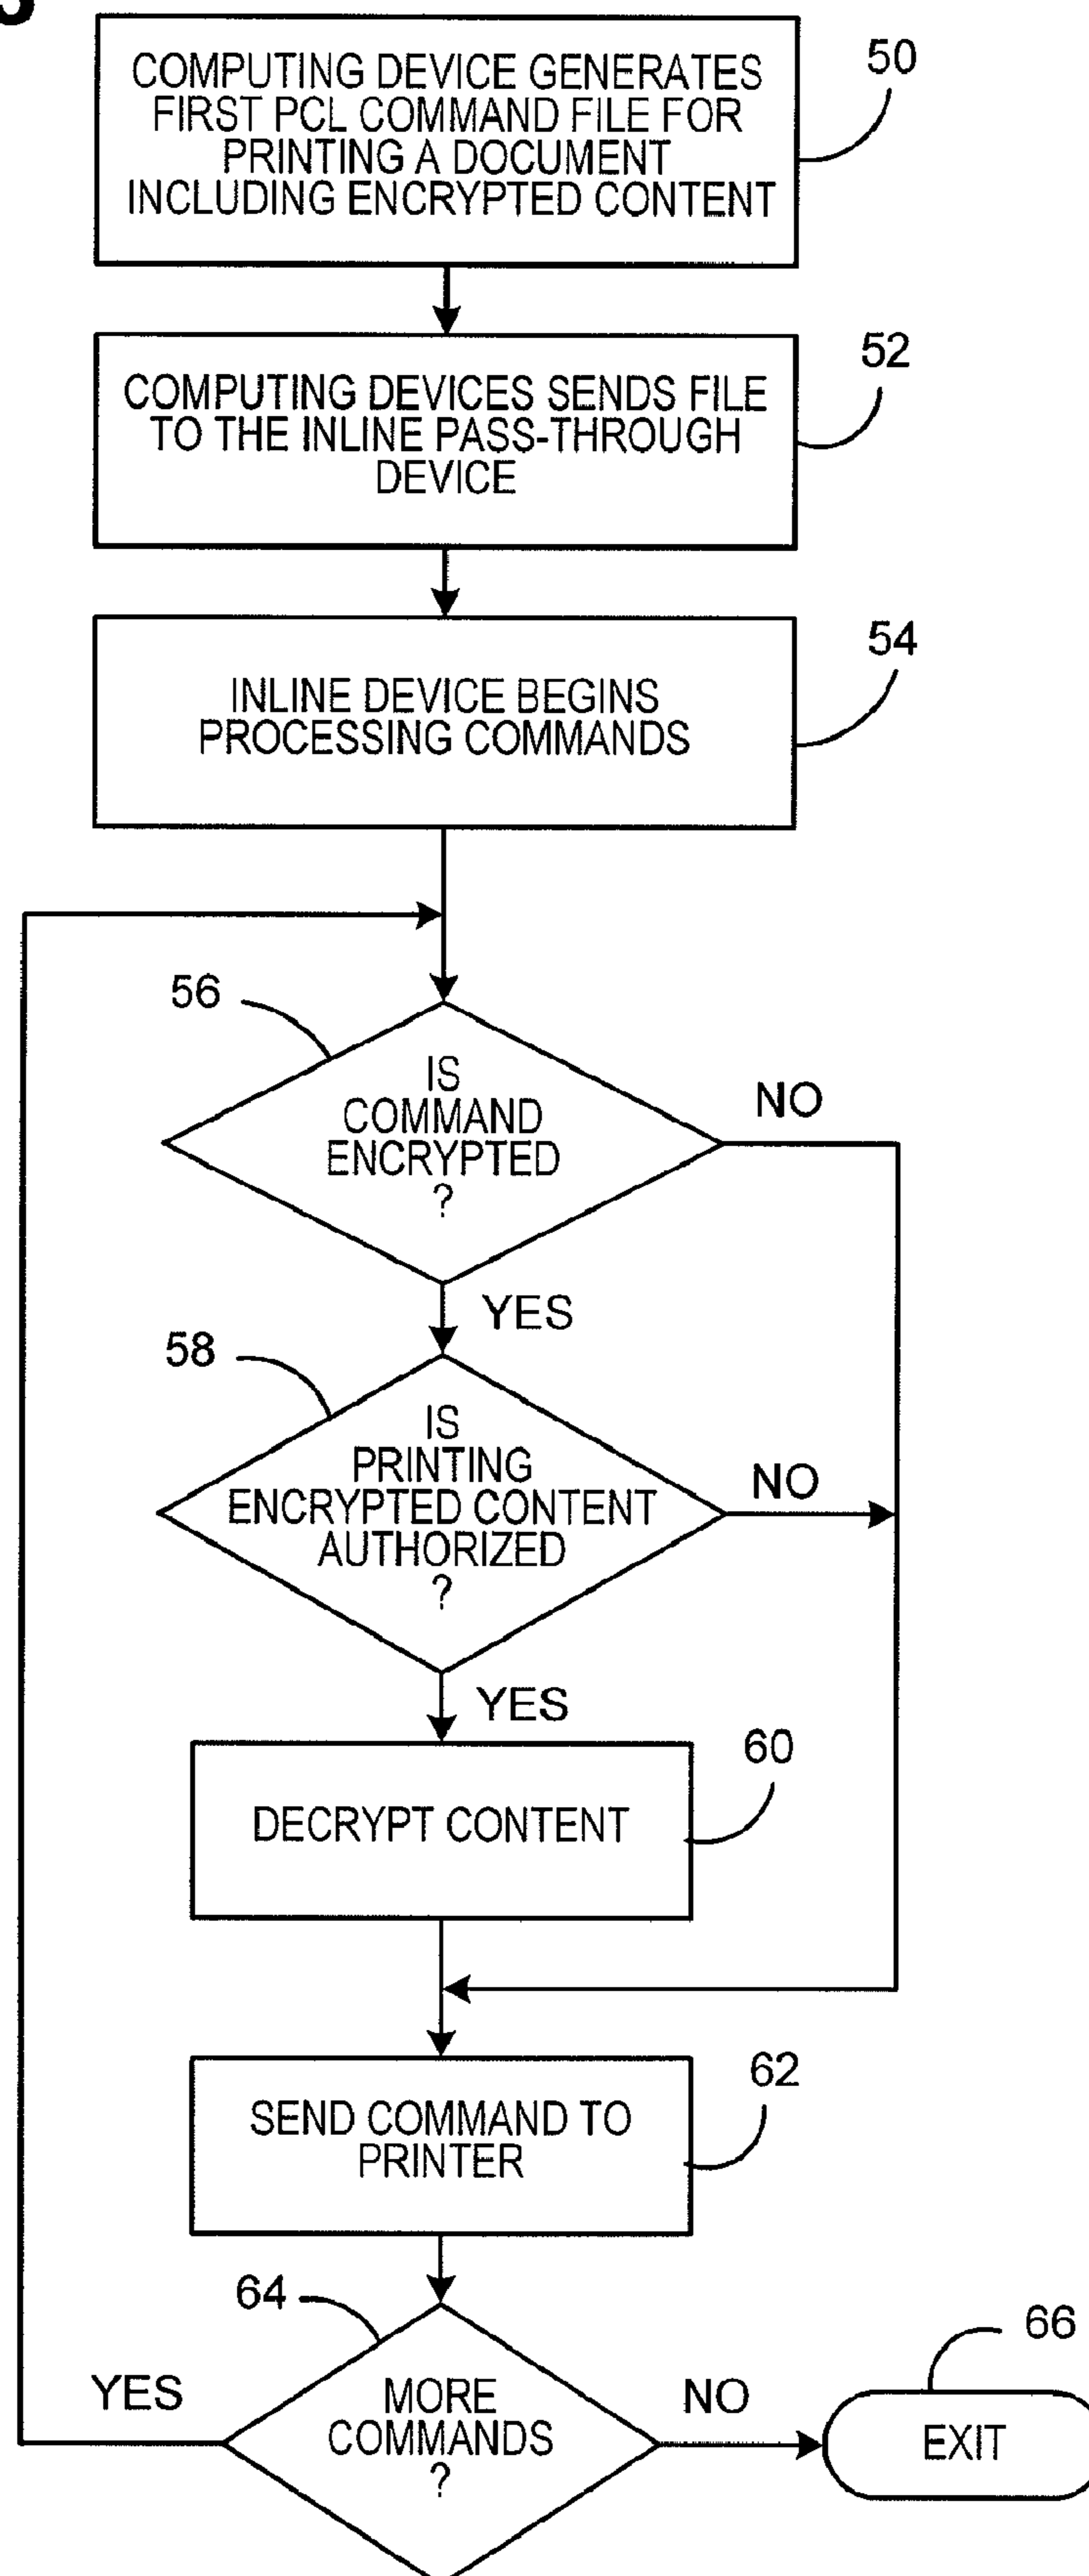 COMPUTING DEVICE GENERATES
FIRST PCL COMMAND FILE FOR
PRINTING A DOCUMENT
INCLUDING ENCRYPTED CONTENT
50
COMPUTING DEVICES SENDS FILE
TO THE INLINE PASS-THROUGH
DEVICE
52
INLINE DEVICE BEGINS
PROCESSING COMMANDS
54
56
IS
COMMAND
ENCRYPTED
?
NO
YES
58
IS
PRINTING
ENCRYPTED CONTENT
AUTHORIZED
?
NO
YES
DECRYPT CONTENT
60
SEND COMMAND TO
PRINTER
62
64
YES
MORE
COMMANDS
?
NO
66
EXIT